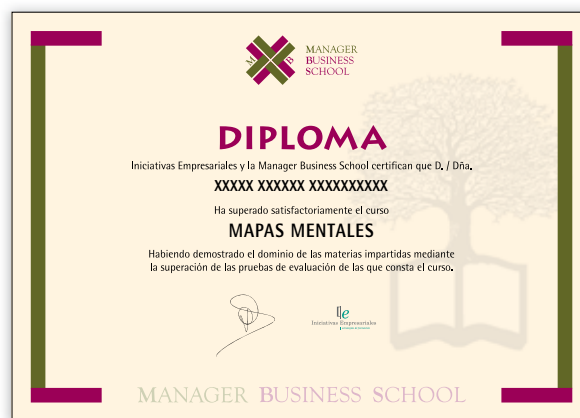 M B S
MANAGER
BUSINESS
SCHOOL
DIPLOMA
Iniciativas Empresariales y la Manager Business School certifican que D. / Dña.
XXXXX XXXXXX XXXXXXXXXX
Ha superado satisfactoriamente el curso
MAPAS MENTALES
Habiendo demostrado el dominio de las materias impartidas mediante
la superación de las pruebas de evaluación de las que consta el curso.
Iniciativas Empresariales
MANAGER BUSINESS SCHOOL